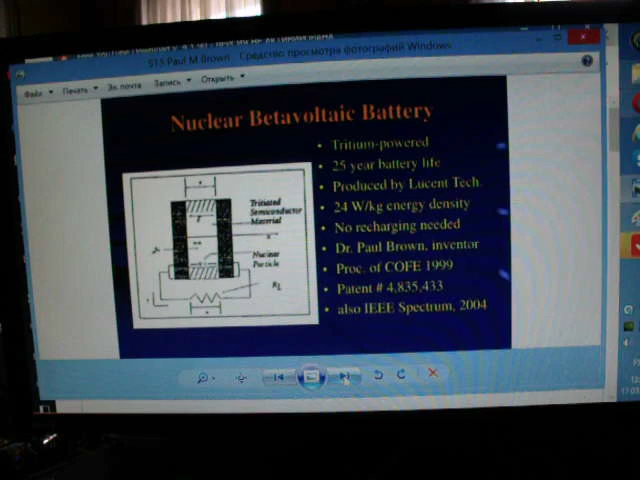 513 Paul M Brown - Средство просмотра фотографий Windows
Файл Печать Эл. почта Запись Открыть
Nuclear Betavoltaic Battery
• Tritium-powered
• 25 year battery life
• Produced by Lucent Tech.
• 24 W/kg energy density
• No recharging needed
• Dr. Paul Brown, inventor
• Proc. of COFE 1999
• Patent # 4,835,433
• also IEEE Spectrum, 2004
Tritiated
Semiconductor
Material
Nuclear
Particle
RL